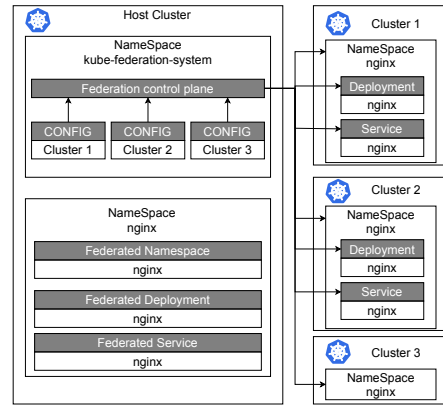 Host Cluster
NameSpace
kube-federation-system
Federation control plane
CONFIG
Cluster 1
CONFIG
Cluster 2
CONFIG
Cluster 3
NameSpace
nginx
Federated Namespace
nginx
Federated Deployment
nginx
Federated Service
nginx
Cluster 1
NameSpace
nginx
Deployment
nginx
Service
nginx
Cluster 2
NameSpace
nginx
Deployment
nginx
Service
nginx
Cluster 3
NameSpace
nginx